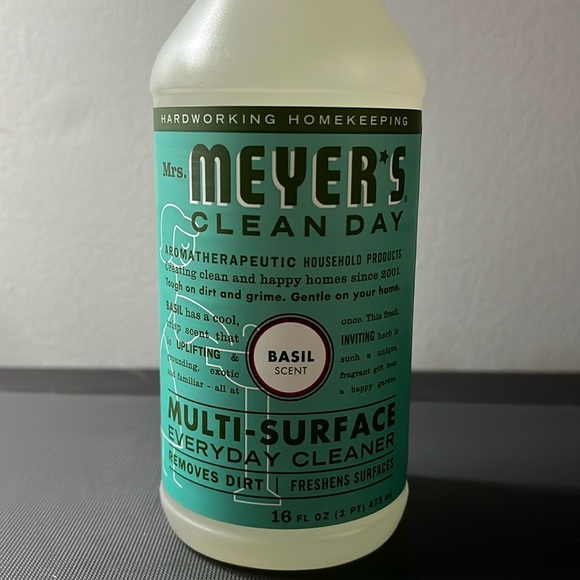 HARDWORKING HOMEKEEPING
Mrs. MEYER'S
CLEAN DAY
AROMATHERAPEUTIC HOUSEHOLD PRODUCTS
Creating clean and happy homes since 2001.
Tough on dirt and grime. Gentle on your home.
BASIL has a cool,
crisp scent that
is UPLIFTING &
expanding, exotic
and familiar - all at
BASIL
SCENT
once. This fresh
INVITING herb is
such a unique,
fragrant gift from
a happy garden.
MULTI-SURFACE
EVERYDAY CLEANER
REMOVES DIRT | FRESHENS SURFACES
16 FL OZ (1 PT) 473 mL